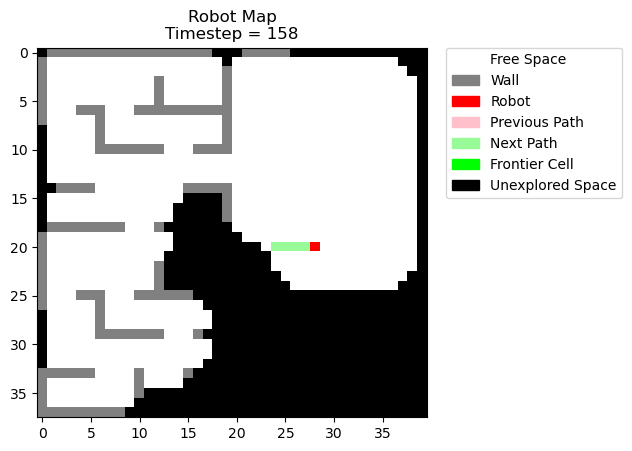 Robot Map
Timestep = 158
0
5
10
15
20
25
30
35
0
5
10
15
20
25
30
35
Free Space
Wall
Robot
Previous Path
Next Path
Frontier Cell
Unexplored Space